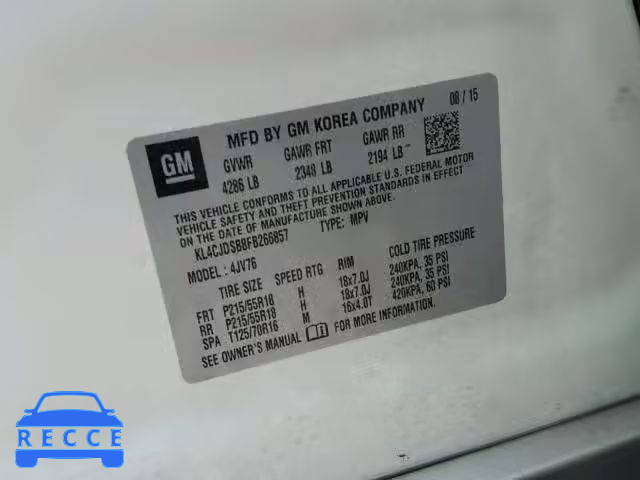 GM
MFD BY GM KOREA COMPANY 08 / 15
GVWR GAWR FRT GAWR RR
4286 LB 2348 LB 2194 LB
THIS VEHICLE CONFORMS TO ALL APPLICABLE U.S. FEDERAL MOTOR
VEHICLE SAFETY, BUMPER, AND THEFT PREVENTION STANDARDS IN EFFECT
ON THE DATE OF MANUFACTURE SHOWN ABOVE.
KL4CJDSB8FB266857 TYPE: MPV
MODEL: 4JV76
TIRE SIZE SPEED RTG RIM COLD TIRE PRESSURE
FRT P215/55R18 H 18x7.0J 240KPA, 35 PSI
RR P215/55R18 H 18x7.0J 240KPA, 35 PSI
SPA T125/70R16 M 16x4.0T 420KPA, 60 PSI
SEE OWNER'S MANUAL FOR MORE INFORMATION.
RECCE